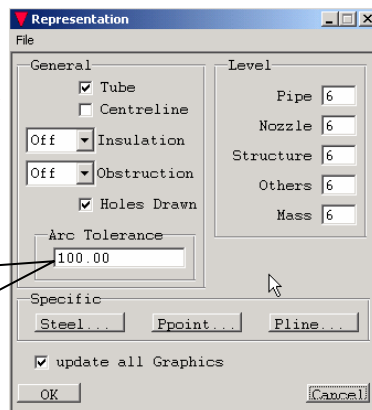 Representation
File
General
Tube
Centreline
Off Insulation
Off Obstruction
Holes Drawn
Arc Tolerance
100.00
Level
Pipe 6
Nozzle 6
Structure 6
Others 6
Mass 6
Specific
Steel... Ppoint... Pline...
update all Graphics
OK Cancel